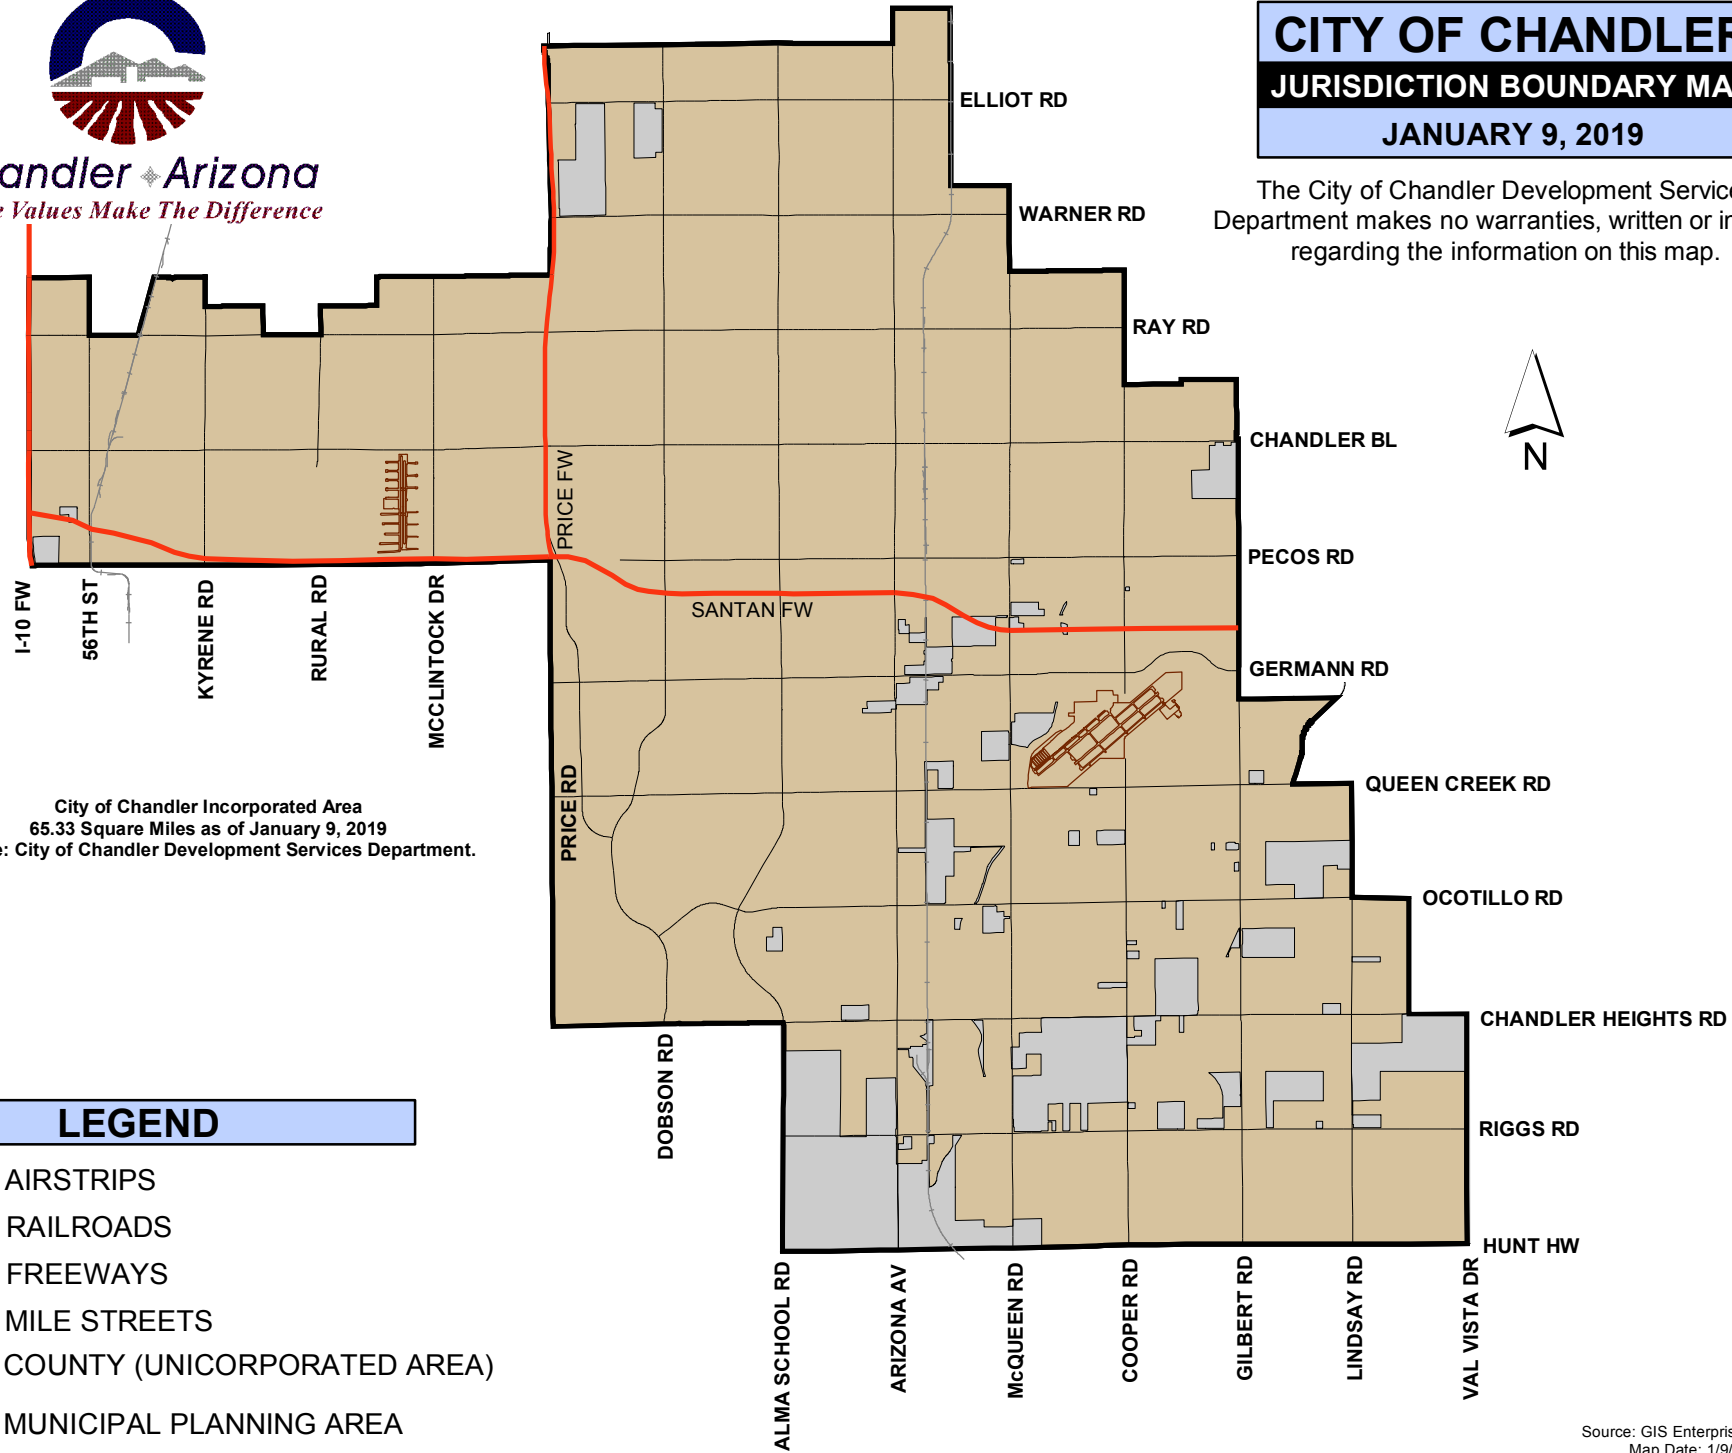 andler Arizona
Values Make The Difference
CITY OF CHANDLER
JURISDICTION BOUNDARY MA
JANUARY 9, 2019
The City of Chandler Development Servic
Department makes no warranties, written or i
regarding the information on this map.
N
ELLIOT RD
WARNER RD
RAY RD
CHANDLER BL
PECOS RD
GERMANN RD
QUEEN CREEK RD
OCOTILLO RD
CHANDLER HEIGHTS RD
RIGGS RD
HUNT HW
PRICE FW
SANTAN FW
PRICE RD
I-10 FW
56TH ST
KYRENE RD
RURAL RD
MCCLINTOCK DR
DOBSON RD
ALMA SCHOOL RD
ARIZONA AV
McQUEEN RD
COOPER RD
GILBERT RD
LINDSAY RD
VAL VISTA DR
City of Chandler Incorporated Area
65.33 Square Miles as of January 9, 2019
e: City of Chandler Development Services Department.
LEGEND
AIRSTRIPS
RAILROADS
FREEWAYS
MILE STREETS
COUNTY (UNICORPORATED AREA)
MUNICIPAL PLANNING AREA
Source: GIS Enterpris
Map Date: 1/9/